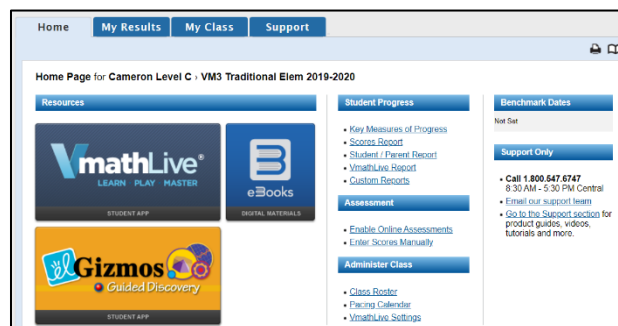 Home
My Results
My Class
Support
Home Page for Cameron Level C › VM3 Traditional Elem 2019-2020
Resources
VmathLive®
LEARN PLAY MASTER
STUDENT APP
eBooks
DIGITAL MATERIALS
el Gizmos
Guided Discovery
STUDENT APP
Student Progress
Key Measures of Progress
Scores Report
Student / Parent Report
VmathLive Report
Custom Reports
Assessment
Enable Online Assessments
Enter Scores Manually
Administer Class
Class Roster
Pacing Calendar
VmathLive Settings
Benchmark Dates
Not Set
Support Only
Call 1.800.547.6747
8:30 AM - 5:30 PM Central
Email our support team
Go to the Support section for
product guides, videos,
tutorials and more.